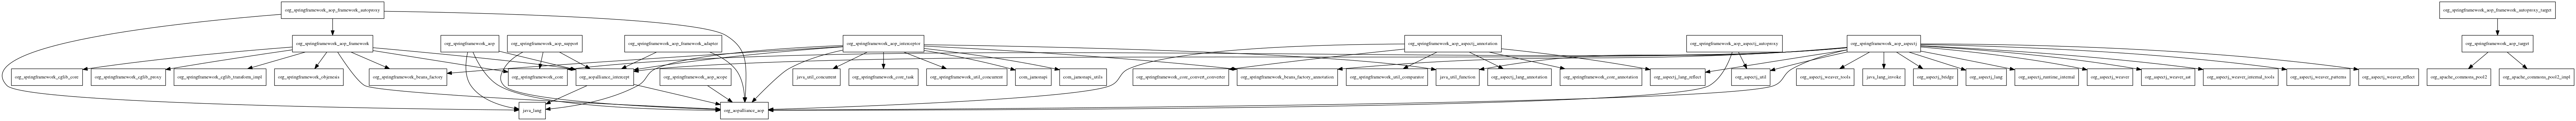 org_springframework_aop_framework_autoproxy
org_springframework_aop_framework_autoproxy_target
org_springframework_aop_framework
org_springframework_aop
org_springframework_aop_support
org_springframework_aop_framework_adapter
org_springframework_aop_interceptor
org_springframework_aop_aspectj_annotation
org_springframework_aop_aspectj_autoproxy
org_springframework_aop_aspectj
org_springframework_aop_target
org_springframework_cglib_core
org_springframework_cglib_proxy
org_springframework_cglib_transform_impl
org_springframework_objenesis
org_springframework_beans_factory
org_springframework_core
org_aopalliance_intercept
org_springframework_aop_scope
java_util_concurrent
org_springframework_core_task
org_springframework_util_concurrent
com_jamonapi
com_jamonapi_utils
org_springframework_core_convert_converter
org_springframework_beans_factory_annotation
org_springframework_util_comparator
java_util_function
org_aspectj_lang_annotation
org_springframework_core_annotation
org_aspectj_lang_reflect
org_aspectj_util
org_aspectj_weaver_tools
java_lang_invoke
org_aspectj_bridge
org_aspectj_lang
org_aspectj_runtime_internal
org_aspectj_weaver
org_aspectj_weaver_ast
org_aspectj_weaver_internal_tools
org_aspectj_weaver_patterns
org_aspectj_weaver_reflect
org_apache_commons_pool2
org_apache_commons_pool2_impl
java_lang
org_aopalliance_aop